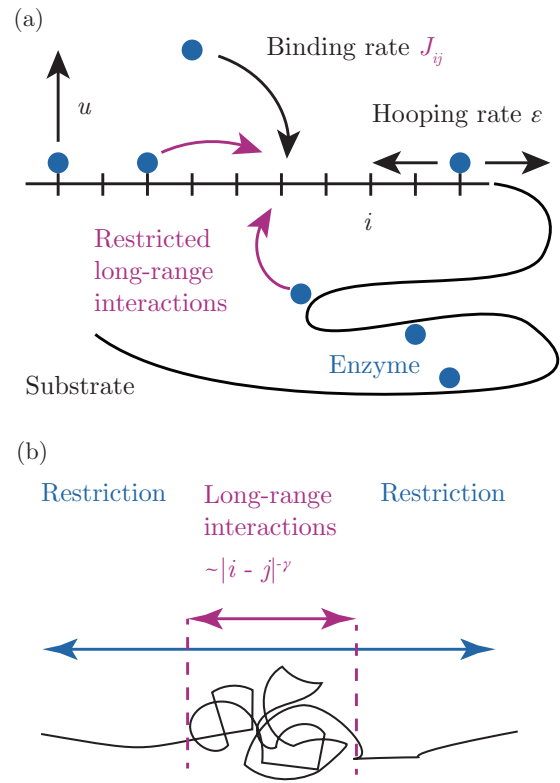 (a)
Binding rate J_ij
u
Hooping rate ε
i
Restricted
long-range
interactions
Enzyme
Substrate
(b)
Restriction
Long-range
interactions
~|i - j|^-γ
Restriction